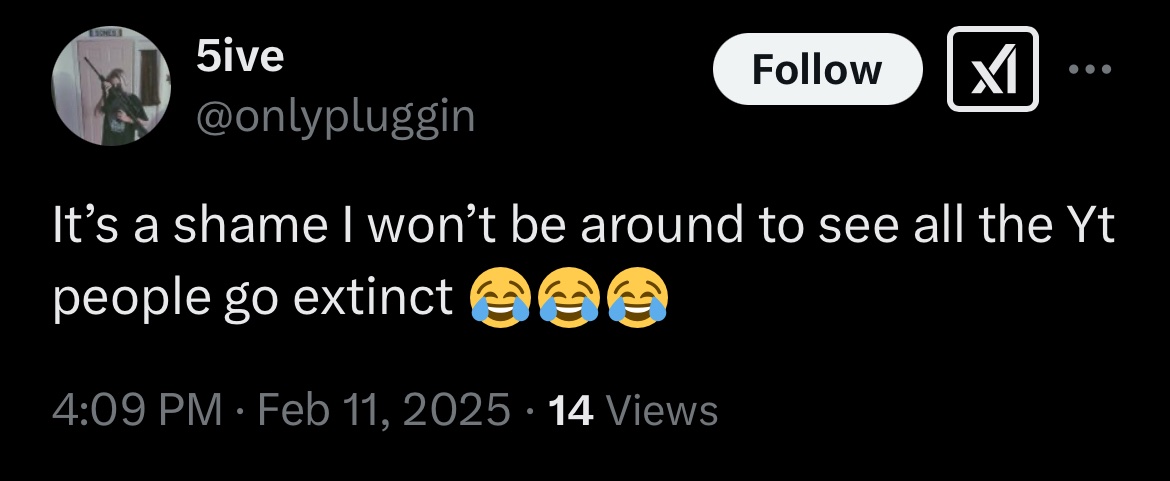 5ive
@onlypluggin
Follow
It’s a shame I won’t be around to see all the Yt
people go extinct 😂😂😂
4:09 PM · Feb 11, 2025 · 14 Views